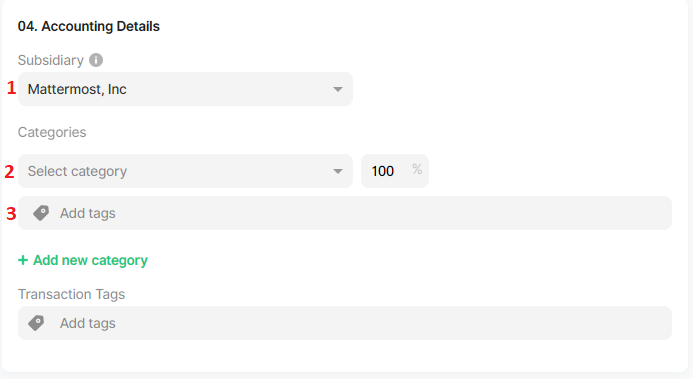 04. Accounting Details
Subsidiary i
1 Mattermost, Inc
Categories
2 Select category 100 %
3 Add tags
+ Add new category
Transaction Tags
Add tags